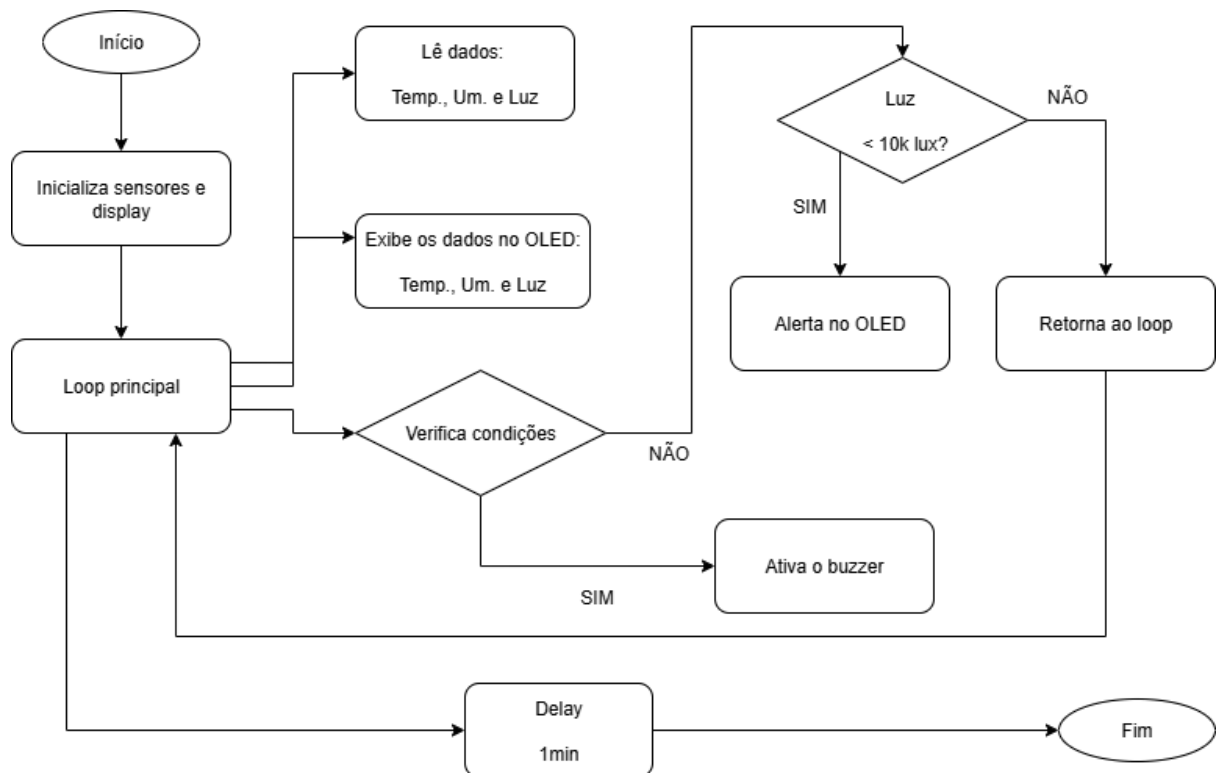 Início
Inicializa sensores e
display
Loop principal
Lê dados:
Temp., Um. e Luz
Exibe os dados no OLED:
Temp., Um. e Luz
Verifica condições
NÃO
SIM
Ativa o buzzer
Luz
< 10k lux?
NÃO
SIM
Alerta no OLED
Retorna ao loop
Delay
1min
Fim